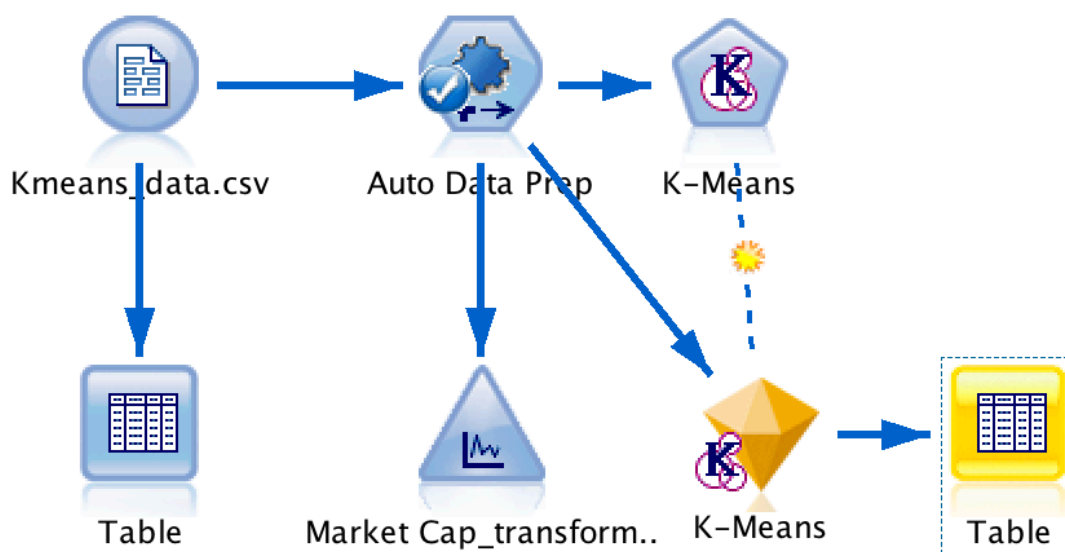 K
Kmeans_data.csv
Auto Data Prep
K-Means
K
Table
Market Cap_transform..
K-Means
Table